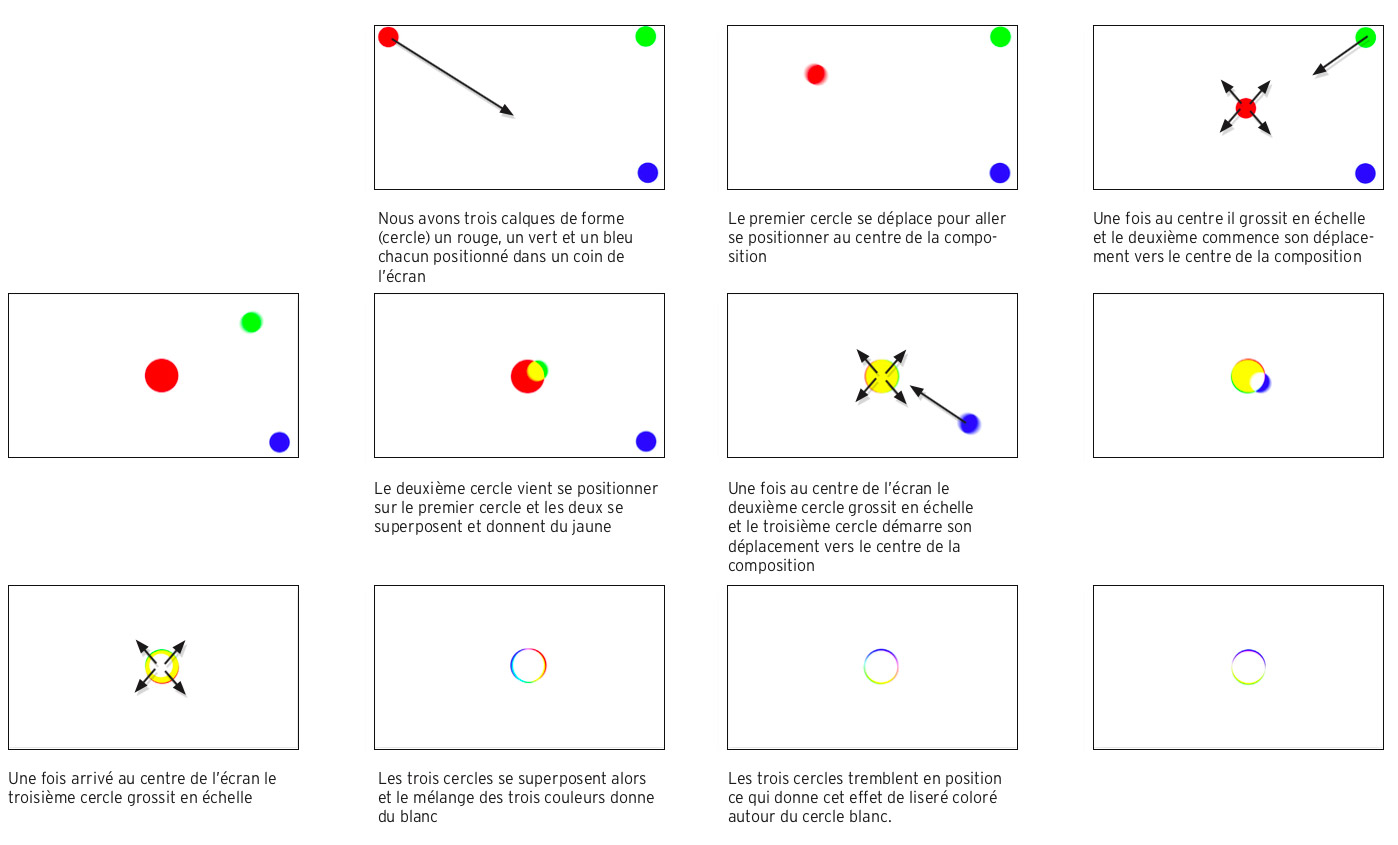 Nous avons trois calques de forme
(cercle) un rouge, un vert et un bleu
chacun positionné dans un coin de
l'écran
Le premier cercle se déplace pour aller
se positionner au centre de la compo-
sition
Une fois au centre il grossit en échelle
et le deuxième commence son déplace-
ment vers le centre de la composition
Le deuxième cercle vient se positionner
sur le premier cercle et les deux se
superposent et donnent du jaune
Une fois au centre de l'écran le
deuxième cercle grossit en échelle
et le troisième cercle démarre son
déplacement vers le centre de la
composition
Une fois arrivé au centre de l'écran le
troisième cercle grossit en échelle
Les trois cercles se superposent alors
et le mélange des trois couleurs donne
du blanc
Les trois cercles tremblent en position
ce qui donne cet effet de liseré coloré
autour du cercle blanc.